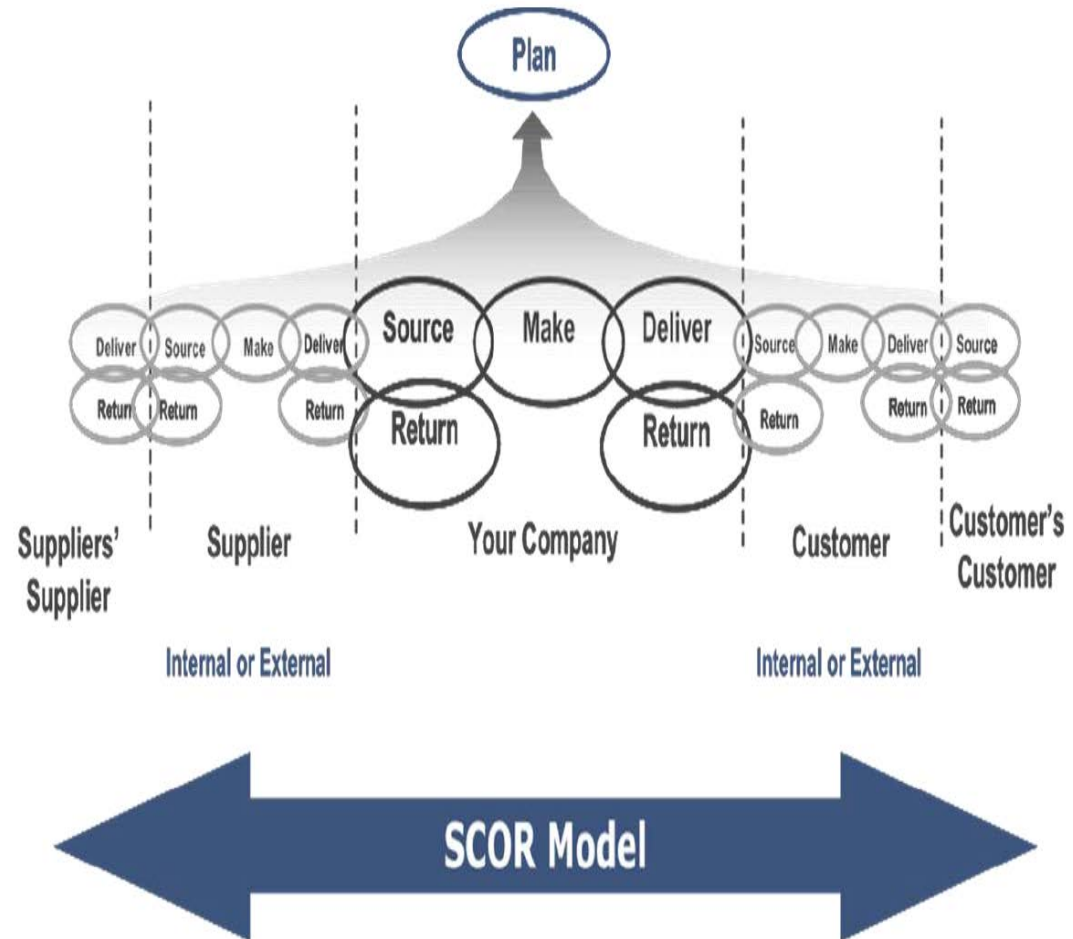 Plan
Deliver Source Make Deliver Source Make Deliver Source Make Deliver Source
Return Return Return Return Return Return Return Return
Suppliers'
Supplier
Supplier
Your Company
Customer
Customer's
Customer
Internal or External
Internal or External
SCOR Model